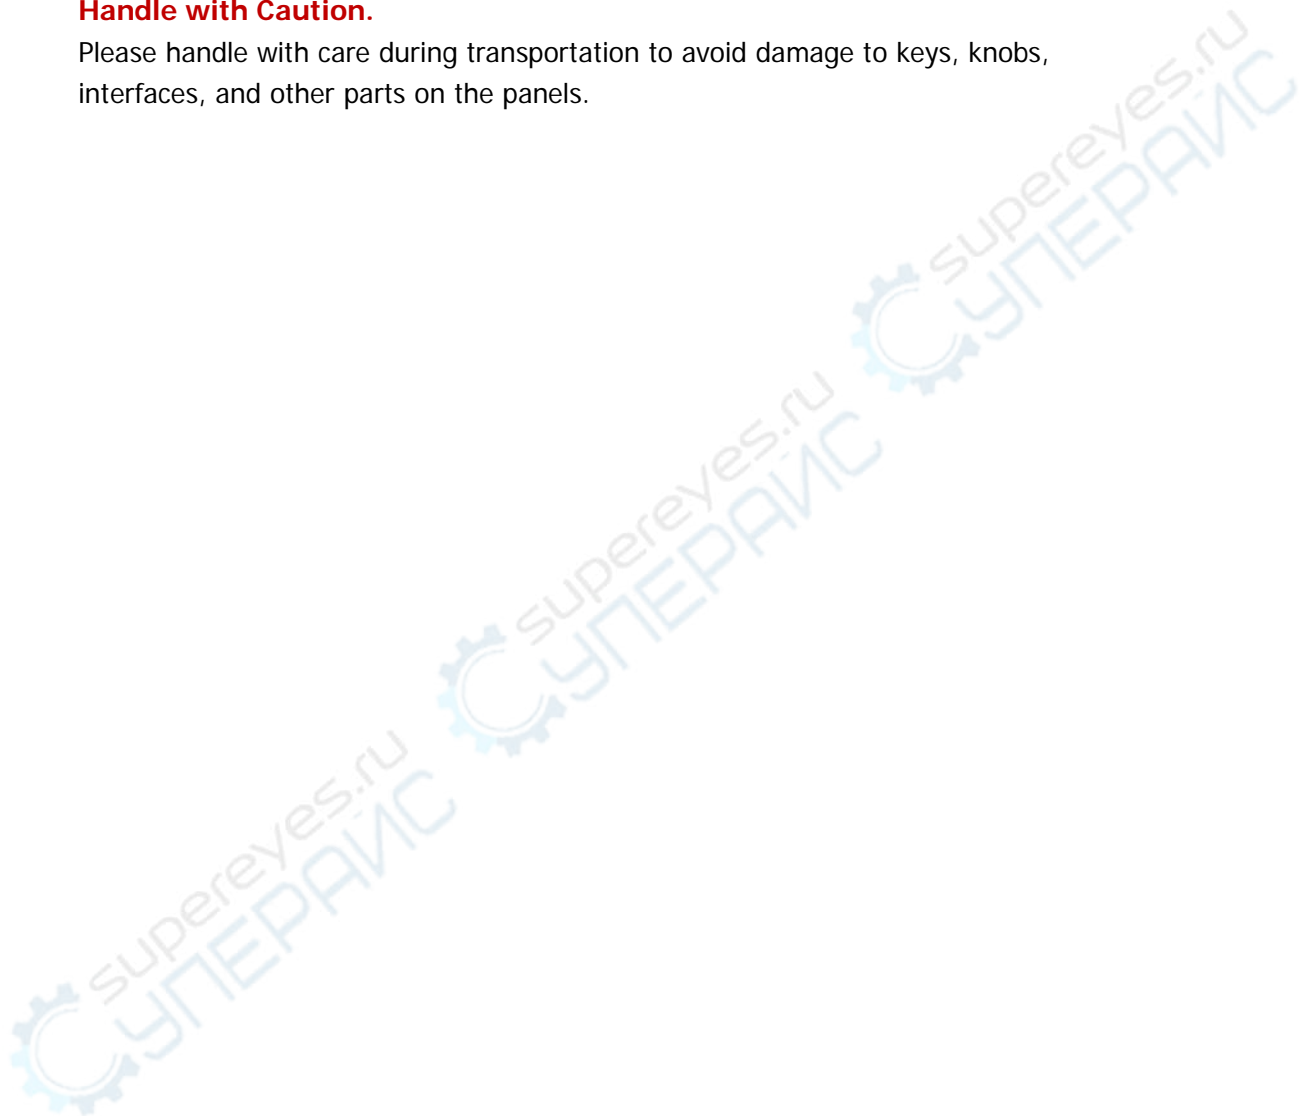 Handle with Caution.
Please handle with care during transportation to avoid damage to keys, knobs,
interfaces, and other parts on the panels.
supereyes.ru
СУПЕРАЙС
supereyes.ru
СУПЕРАЙС
supereyes.ru
СУПЕРАЙС